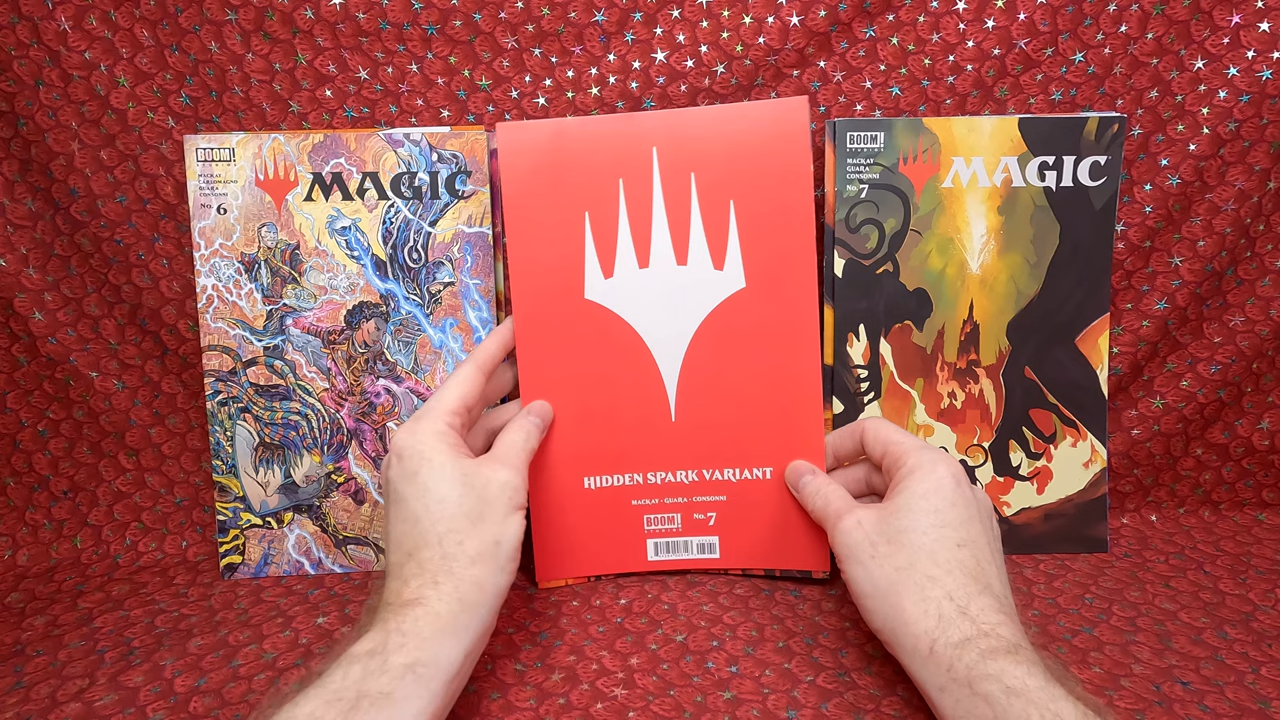 BOOM!
STUDIOS
MACKAY
CARLOMAGNO
GUARA
CONSONNI
No. 6
MAGIC
HIDDEN SPARK VARIANT
MACKAY • GUARA • CONSONNI
BOOM!
STUDIOS
No. 7
BOOM!
STUDIOS
MACKAY
GUARA
CONSONNI
No. 7
MAGIC